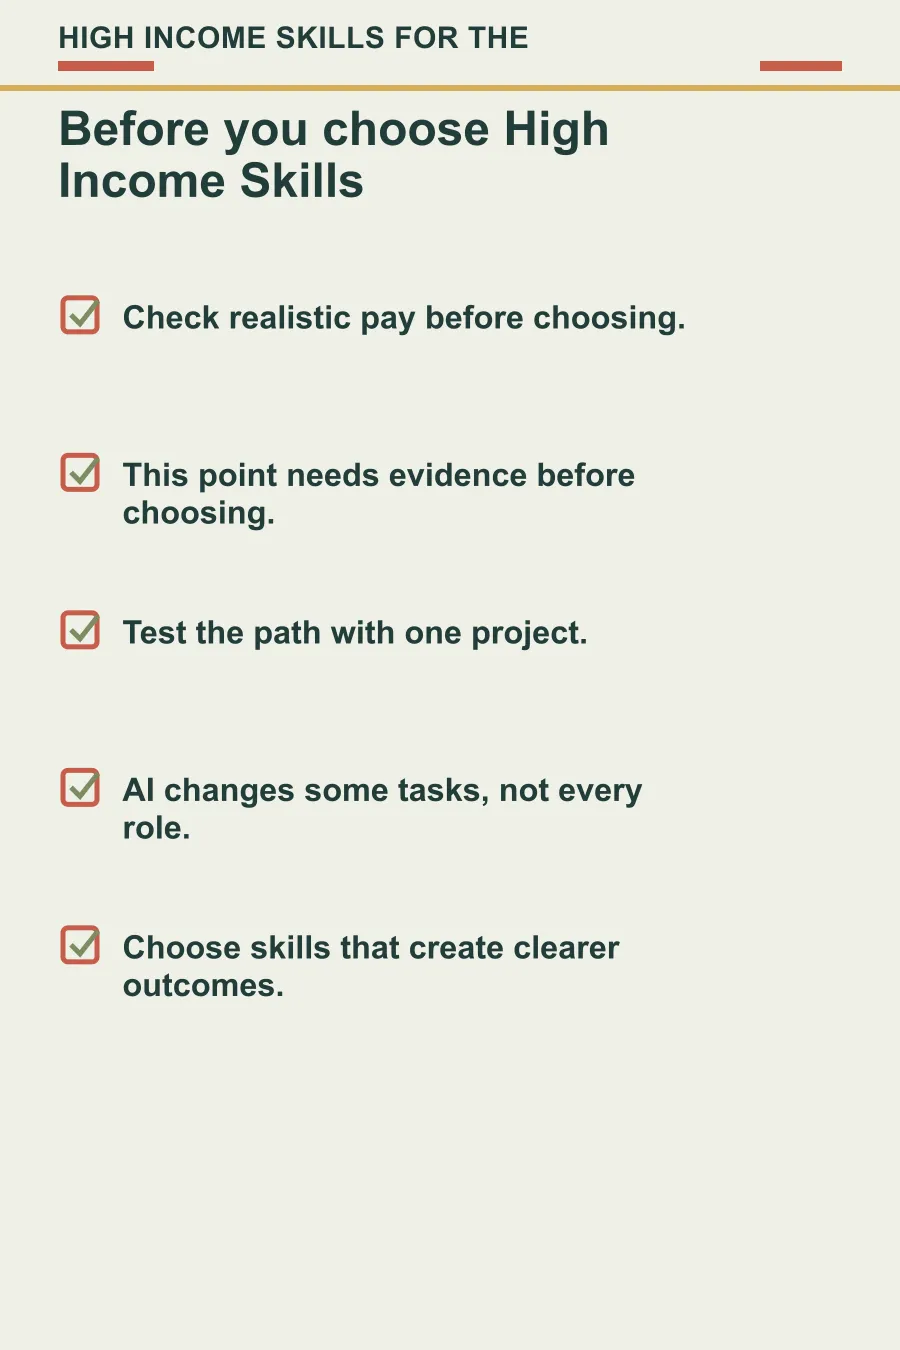 HIGH INCOME SKILLS FOR THE
Before you choose High
Income Skills
Check realistic pay before choosing.
This point needs evidence before
choosing.
Test the path with one project.
AI changes some tasks, not every
role.
Choose skills that create clearer
outcomes.